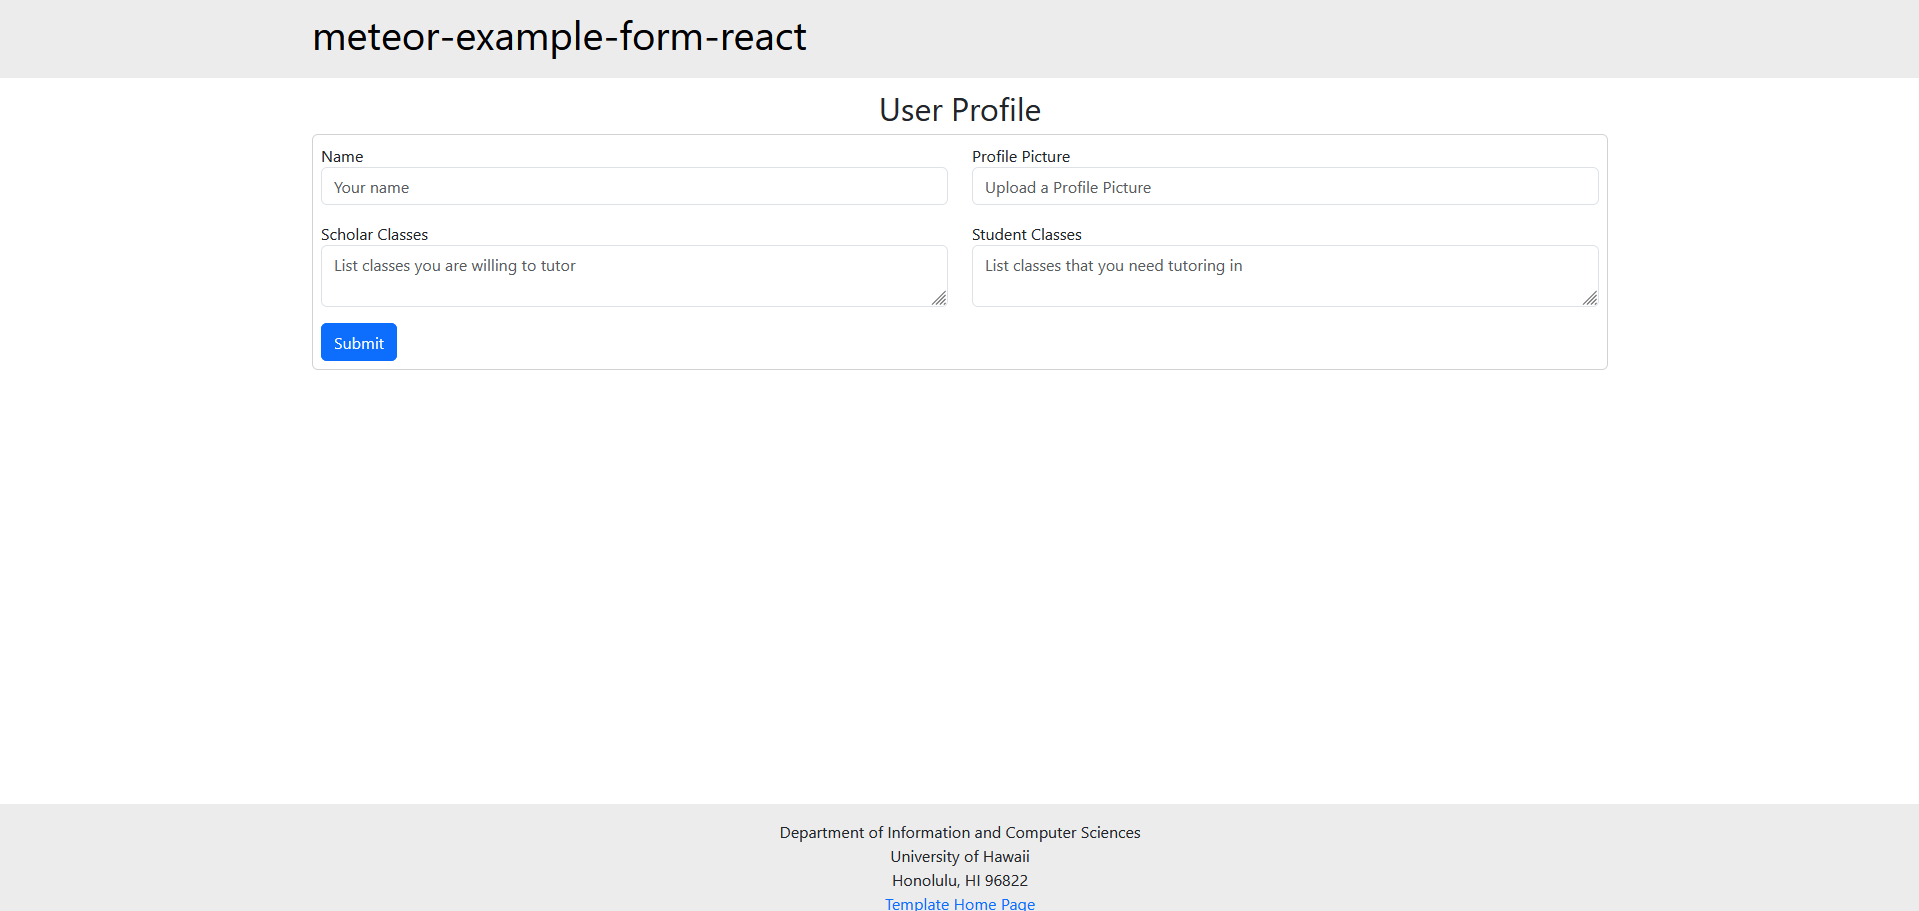 meteor-example-form-react
User Profile
Name
Profile Picture
Your name
Upload a Profile Picture
Scholar Classes
Student Classes
List classes you are willing to tutor
List classes that you need tutoring in
Submit
Department of Information and Computer Sciences
University of Hawaii
Honolulu, HI 96822
Template Home Page